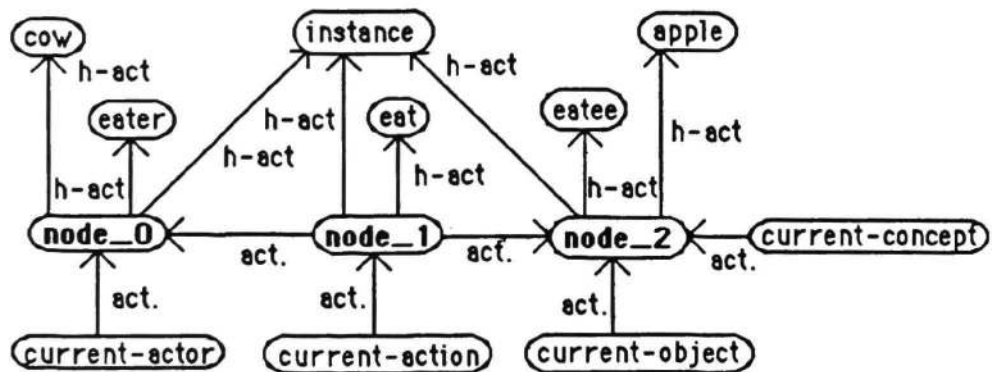 cow
instance
apple
h-act
h-act
eater
h-act
eat
eatee
h-act
h-act
h-act
h-act
h-act
node_0
act.
node_1
act.
node_2
act.
current-concept
act.
act.
act.
current-actor
current-action
current-object